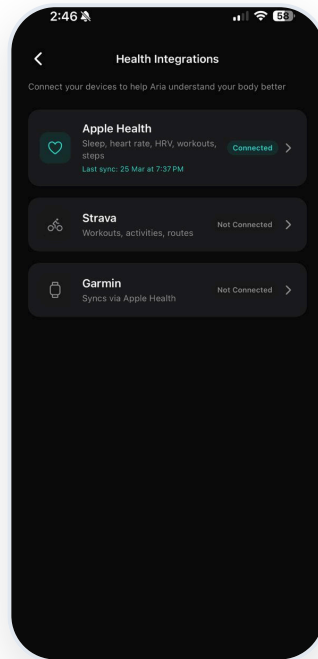 2:46
58
Health Integrations
Connect your devices to help Aria understand your body better
Apple Health
Sleep, heart rate, HRV, workouts,
steps
Connected
Last sync: 25 Mar at 7:37 PM
Strava
Workouts, activities, routes
Not Connected
Garmin
Syncs via Apple Health
Not Connected